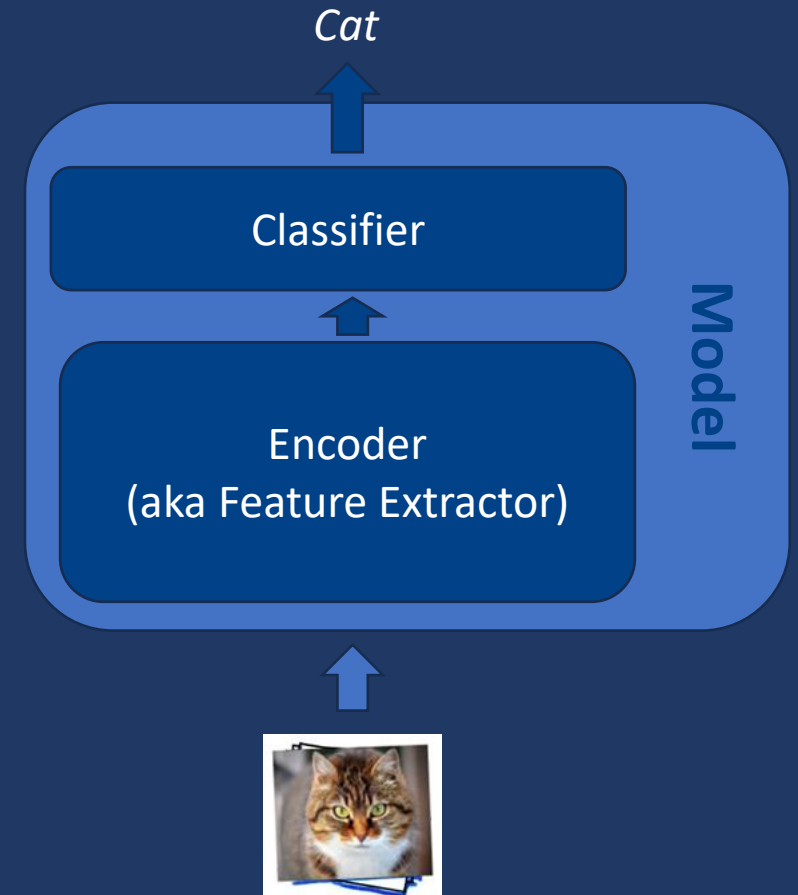 Cat
Classifier
Model
Encoder
(aka Feature Extractor)